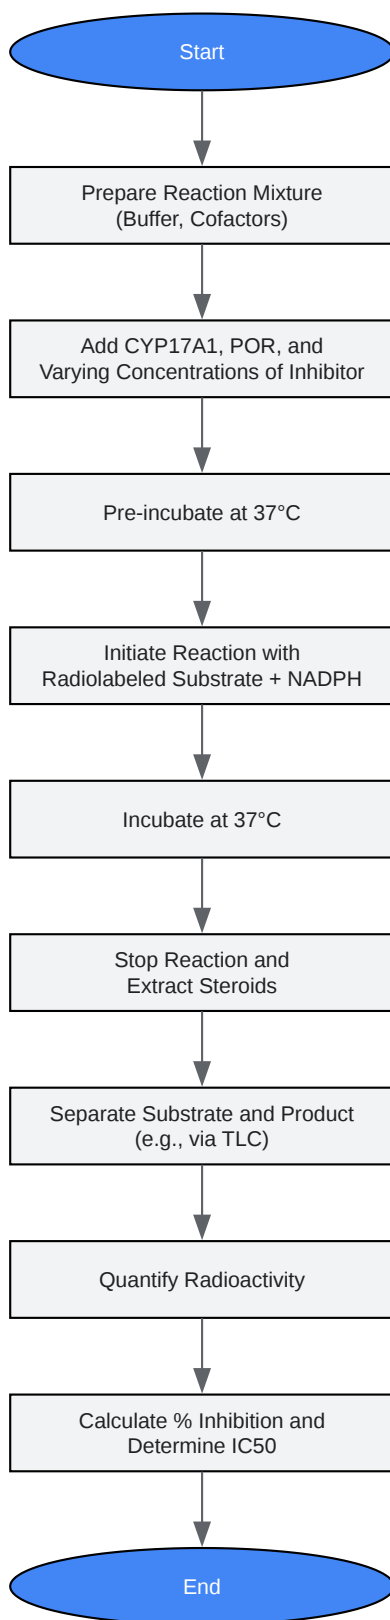 Start
Prepare Reaction Mixture
(Buffer, Cofactors)
Add CYP17A1, POR, and
Varying Concentrations of Inhibitor
Pre-incubate at 37°C
Initiate Reaction with
Radiolabeled Substrate + NADPH
Incubate at 37°C
Stop Reaction and
Extract Steroids
Separate Substrate and Product
(e.g., via TLC)
Quantify Radioactivity
Calculate % Inhibition and
Determine IC50
End